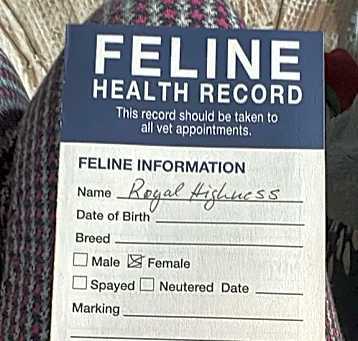 FELINE
HEALTH RECORD
This record should be taken to
all vet appointments.
FELINE INFORMATION
Name Royal Highness
Date of Birth
Breed
Male Female
Spayed Neutered Date
Marking